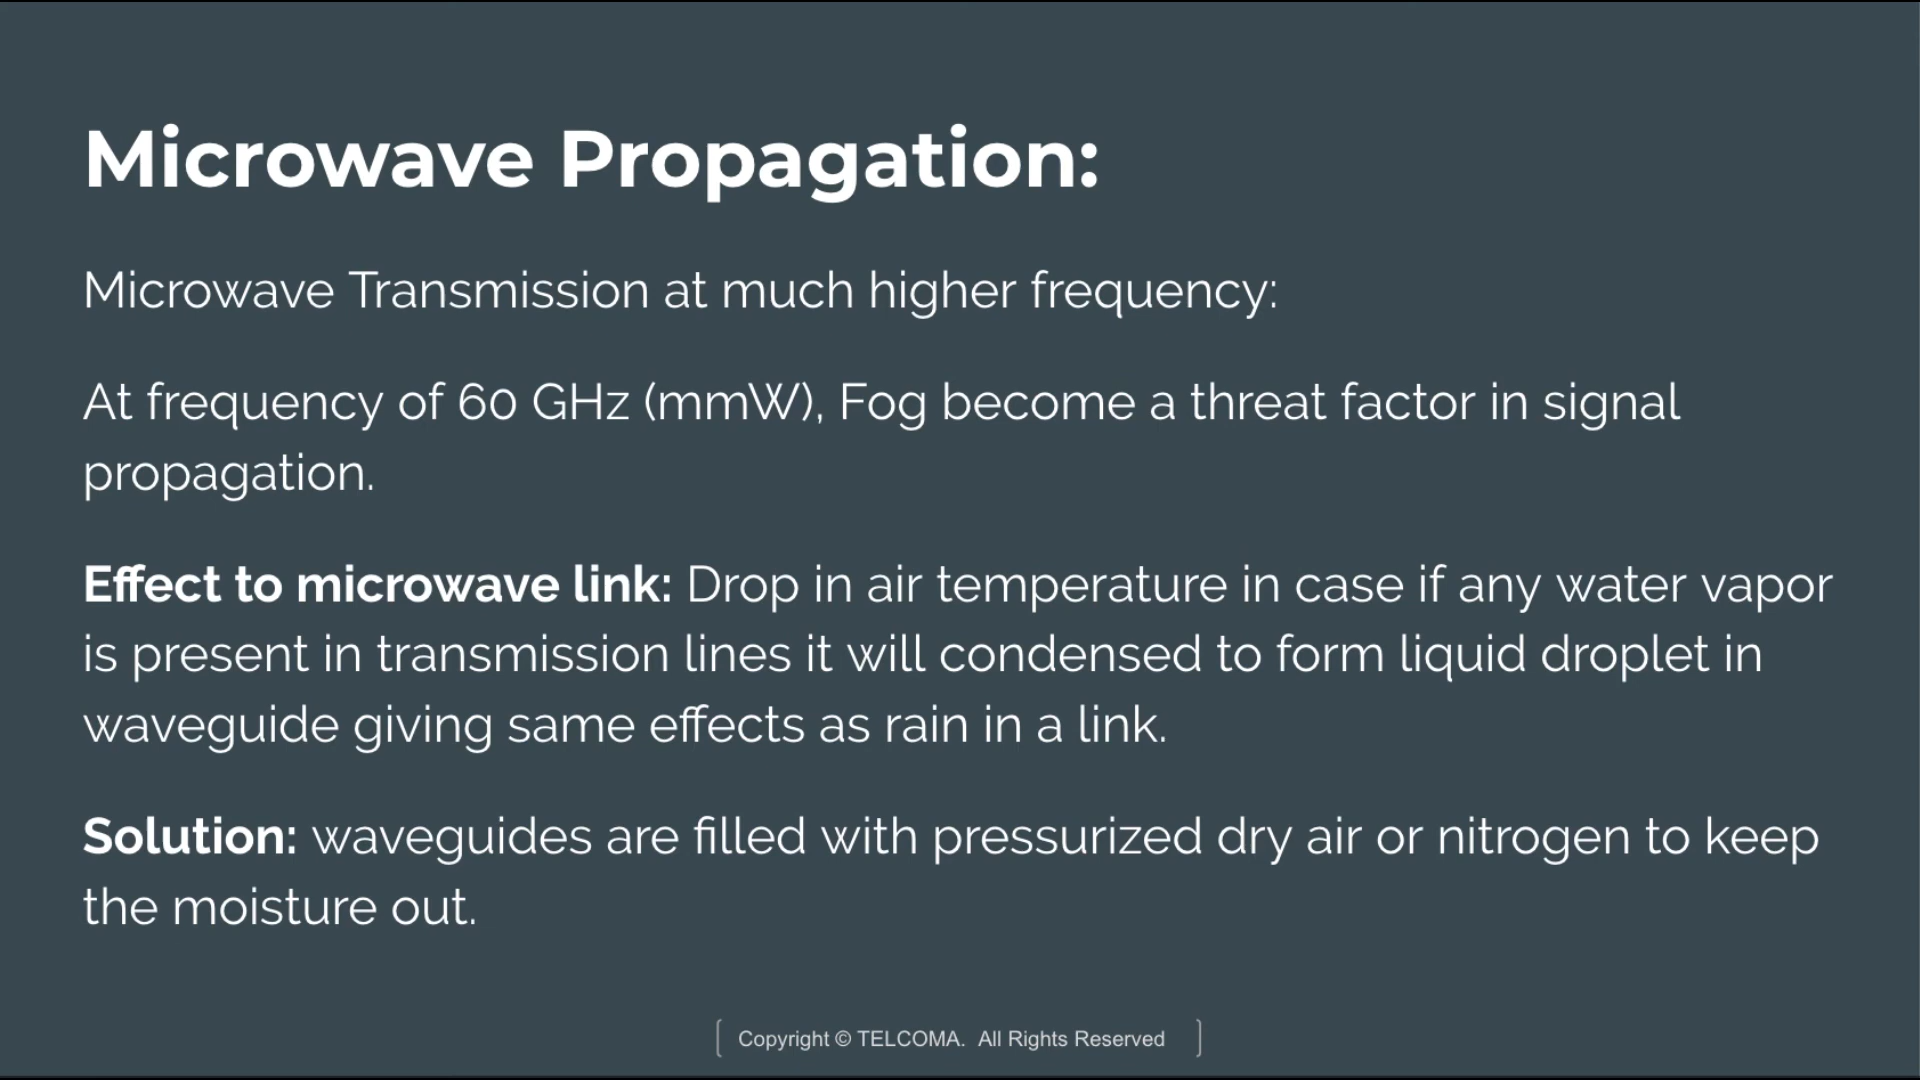 Microwave Propagation:
Microwave Transmission at much higher frequency:
At frequency of 60 GHz (mmW), Fog become a threat factor in signal
propagation.
Effect to microwave link: Drop in air temperature in case if any water vapor
is present in transmission lines it will condensed to form liquid droplet in
waveguide giving same effects as rain in a link.
Solution: waveguides are filled with pressurized dry air or nitrogen to keep
the moisture out.
Copyright © TELCOMA. All Rights Reserved